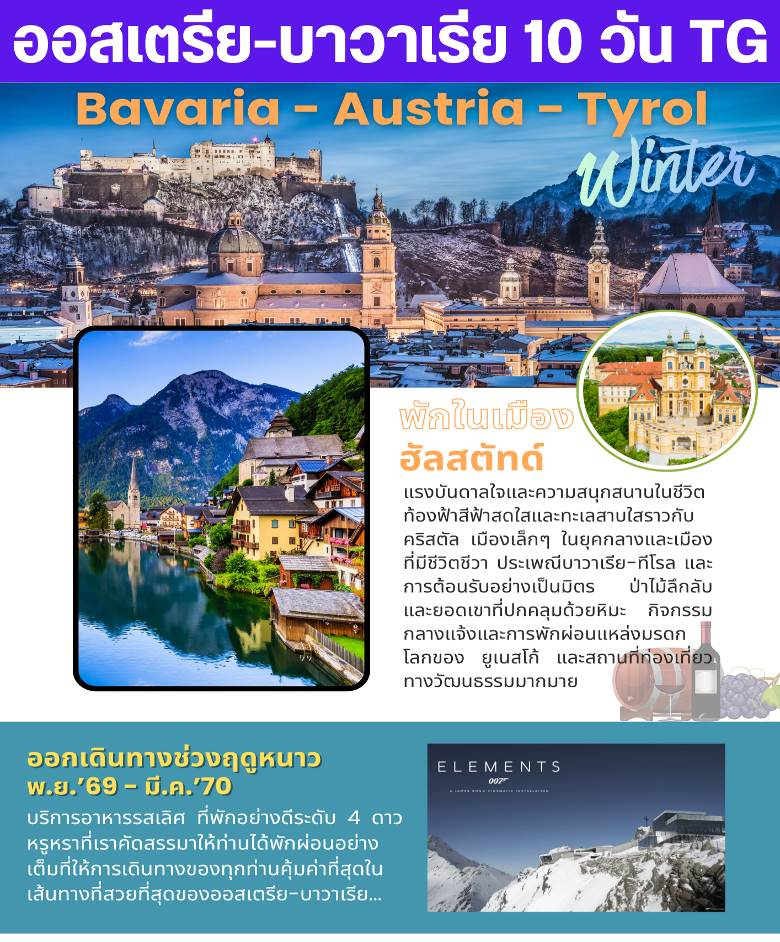 ออสเตรีย-บาวาเรีย 10 วัน TG
Bavaria - Austria - Tyrol
Winter
พักในเมือง
ฮัลสตัทด์
แรงบันดาลใจและความสนุกสนานในชีวิต
ท้องฟ้าสีฟ้าสดใสและทะเลสาบใสราวกับ
คริสตัล เมืองเล็กๆ ในยุคกลางและเมือง
ที่มีชีวิตชีวา ประเพณีบาวาเรีย-ทีโรล และ
การต้อนรับอย่างเป็นมิตร ป่าไม้ลึกลับ
และยอดเขาที่ปกคลุมด้วยหิมะ กิจกรรม
กลางแจ้งและการพักผ่อนแหล่งมรดก
โลกของ ยูเนสโก้ และสถานที่ท่องเที่ยว
ทางวัฒนธรรมมากมาย
ออกเดินทางช่วงฤดูหนาว
พ.ย.'69 - มี.ค.'70
บริการอาหารรสเลิศ ที่พักอย่างดีระดับ 4 ดาว
หรูหราที่เราคัดสรรมาให้ท่านได้พักผ่อนอย่าง
เต็มที่ให้การเดินทางของทุกท่านคุ้มค่าที่สุดใน
เส้นทางที่สวยที่สุดของออสเตรีย-บาวาเรีย...
ELEMENTS
007
A JAMES BOND CINEMATIC INSTALLATION